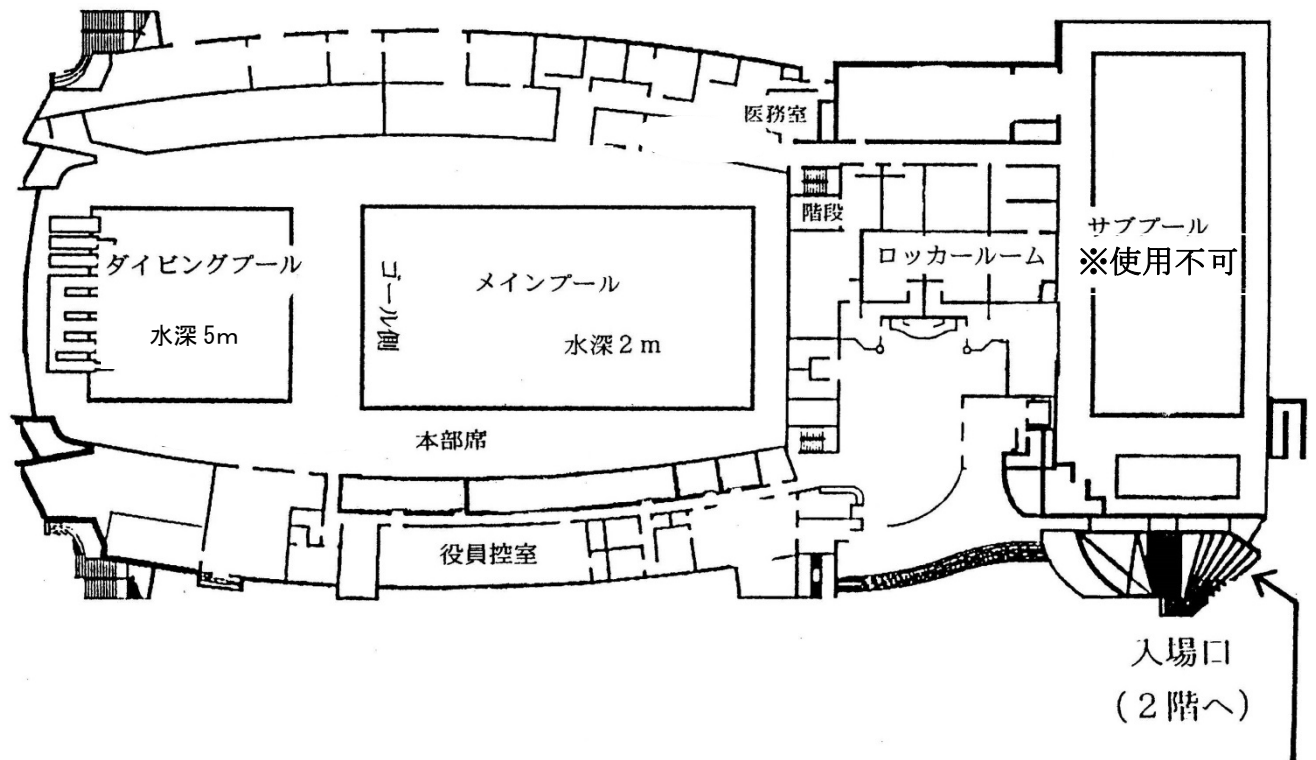 医務室
階段
サブプール
※使用不可
ロッカールーム
ダイビングプール
水深5m
ゴール側
メインプール
水深2m
本部席
役員控室
入場口
(2階へ)